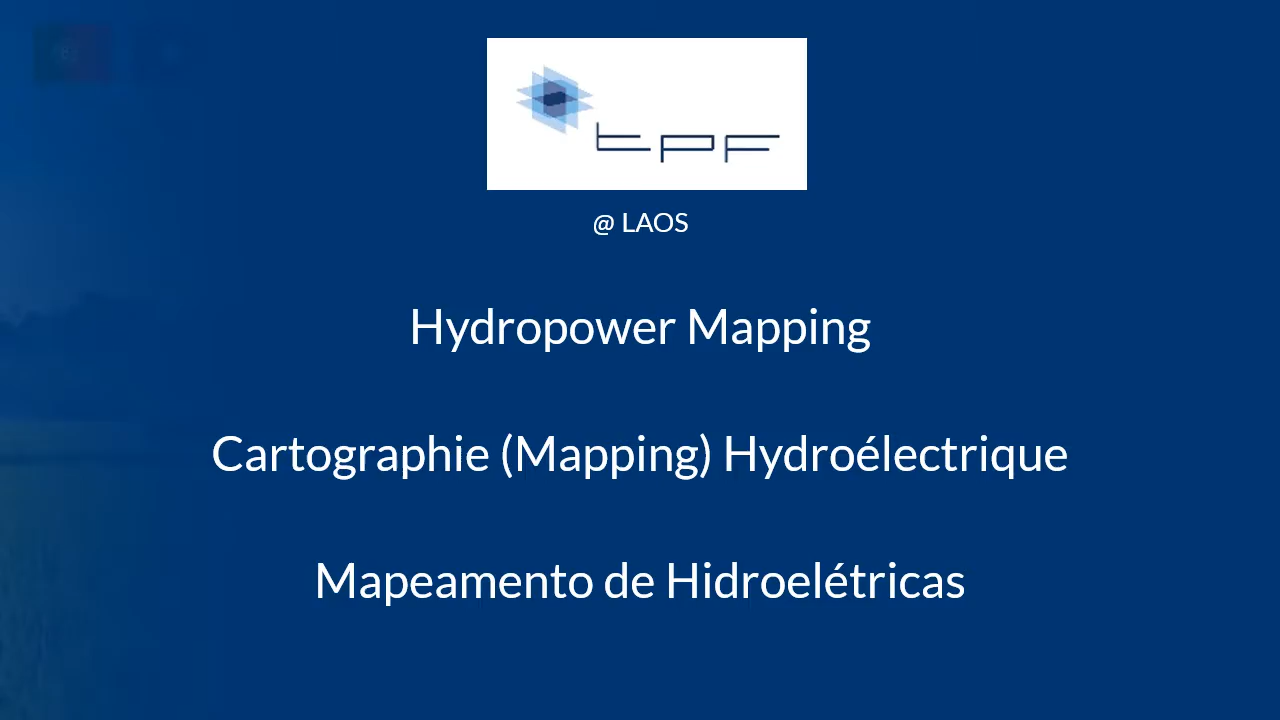 tpf
@ LAOS
Hydropower Mapping
Cartographie (Mapping) Hydroélectrique
Mapeamento de Hidroelétricas